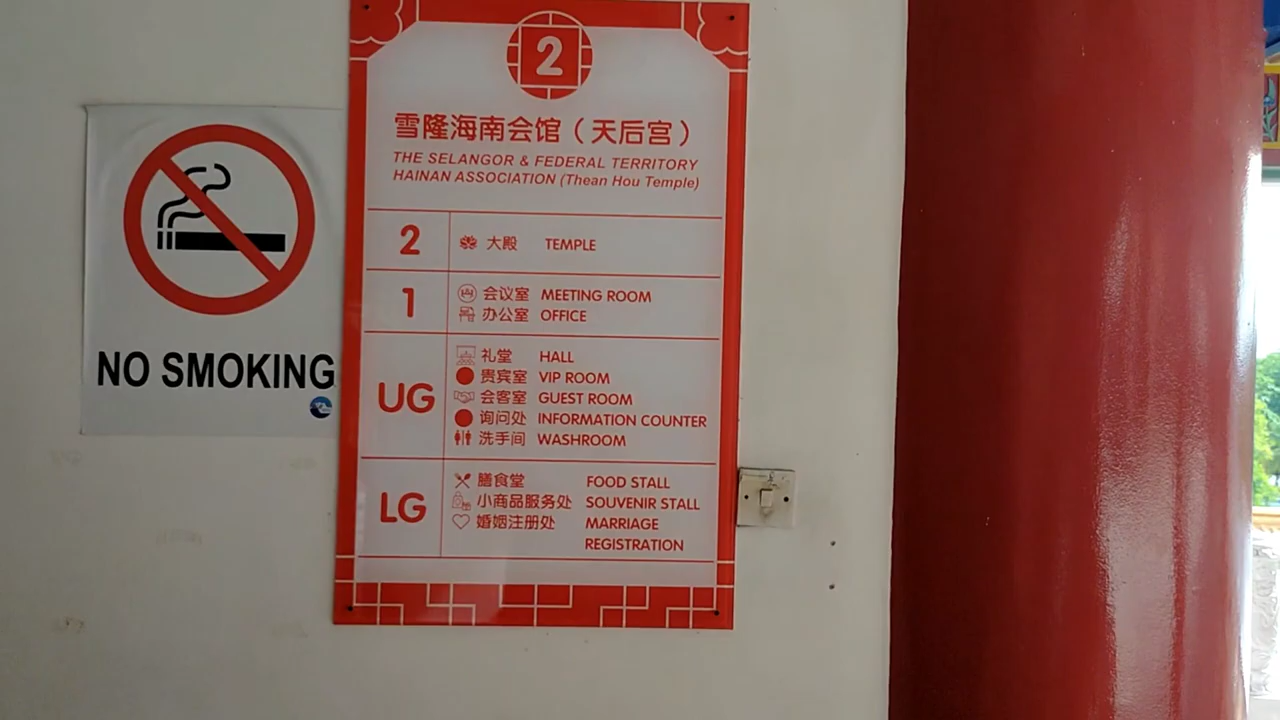 NO SMOKING
2
雪隆海南会馆（天后宫）
THE SELANGOR & FEDERAL TERRITORY
HAINAN ASSOCIATION (Thean Hou Temple)
2
大殿 TEMPLE
1
会议室 MEETING ROOM
办公室 OFFICE
UG
礼堂 HALL
贵宾室 VIP ROOM
会客室 GUEST ROOM
询问处 INFORMATION COUNTER
洗手间 WASHROOM
LG
膳食堂 FOOD STALL
小商品服务处 SOUVENIR STALL
婚姻注册处 MARRIAGE
REGISTRATION